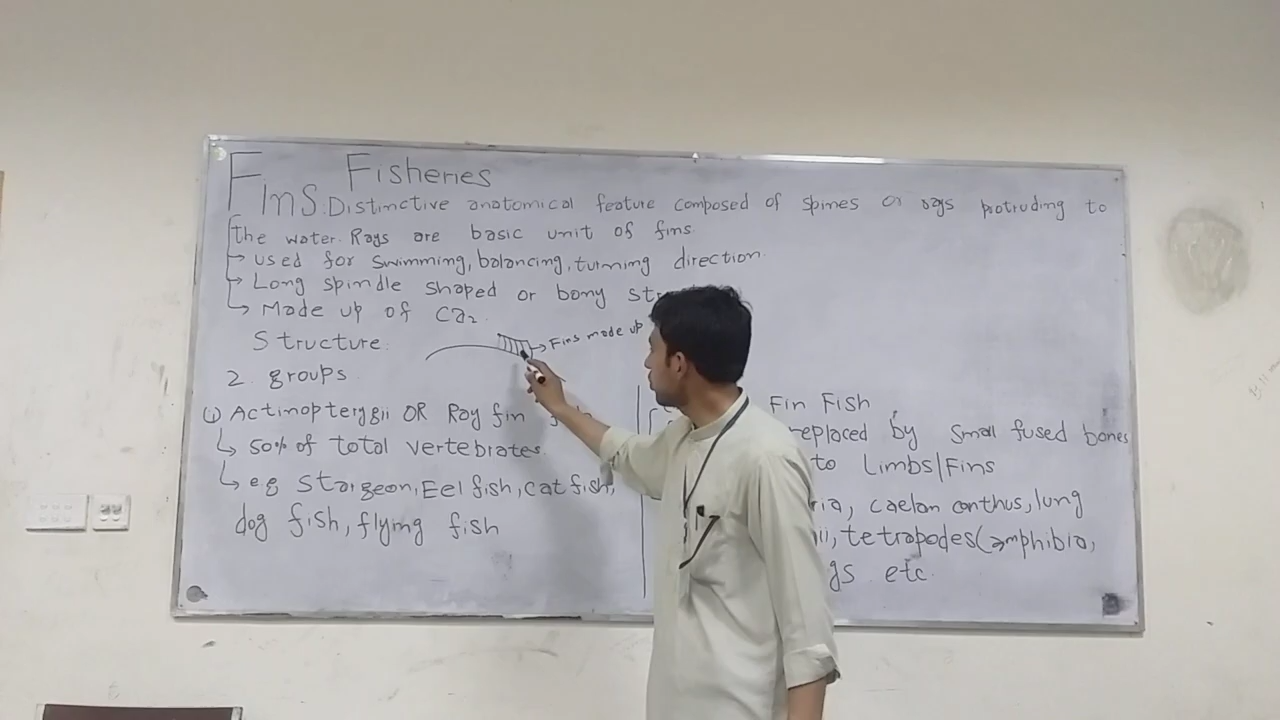 Fisheries
Fins: Distinctive anatomical feature composed of spines or rays protruding to
the water. Rays are basic unit of fins.
→ used for swimming, balancing, turning direction.
→ Long spindle shaped or bony
→ Made up of Ca2
Structure.
→ Fins made up
2 groups
(1) Actinopterygii OR Ray fin
→ 50% of total vertebrates.
→ e.g Stargeon, Eel fish, cat fish,
dog fish, flying fish
Fin Fish
replaced by small fused bones
to Limbs/Fins
caelan canthus, lung
tetrapodes (amphibia,
etc.